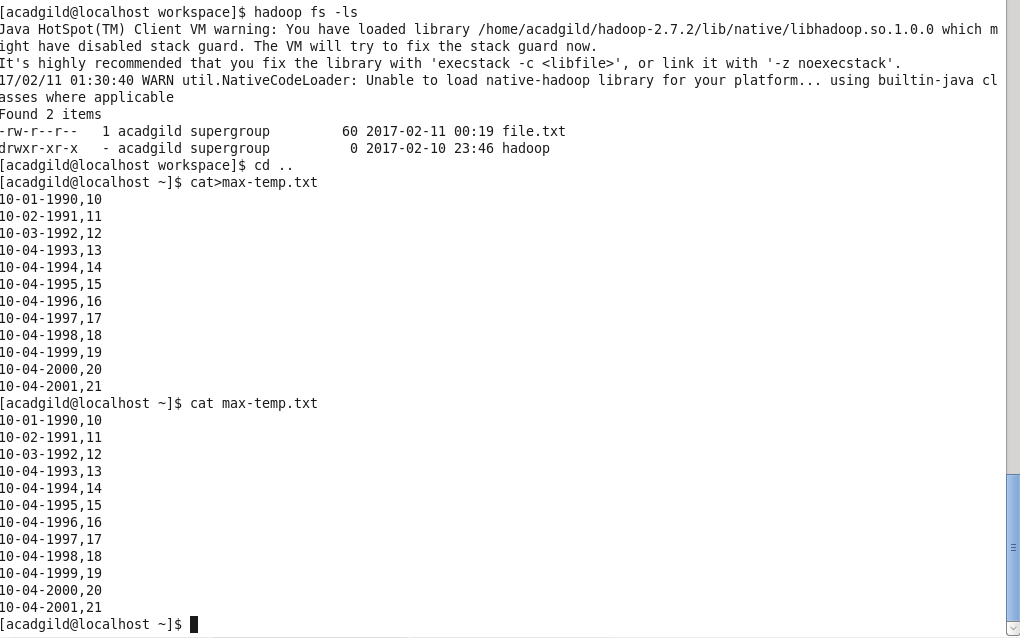 [acadgild@localhost workspace]$ hadoop fs -ls
Java HotSpot(TM) Client VM warning: You have loaded library /home/acadgild/hadoop-2.7.2/lib/native/libhadoop.so.1.0.0 which m
ight have disabled stack guard. The VM will try to fix the stack guard now.
It's highly recommended that you fix the library with 'execstack -c <libfile>', or link it with '-z noexecstack'.
17/02/11 01:30:40 WARN util.NativeCodeLoader: Unable to load native-hadoop library for your platform... using builtin-java cl
asses where applicable
Found 2 items
-rw-r--r--   1 acadgild supergroup         60 2017-02-11 00:19 file.txt
drwxr-xr-x   - acadgild supergroup          0 2017-02-10 23:46 hadoop
[acadgild@localhost workspace]$ cd ..
[acadgild@localhost ~]$ cat>max-temp.txt
10-01-1990,10
10-02-1991,11
10-03-1992,12
10-04-1993,13
10-04-1994,14
10-04-1995,15
10-04-1996,16
10-04-1997,17
10-04-1998,18
10-04-1999,19
10-04-2000,20
10-04-2001,21
[acadgild@localhost ~]$ cat max-temp.txt
10-01-1990,10
10-02-1991,11
10-03-1992,12
10-04-1993,13
10-04-1994,14
10-04-1995,15
10-04-1996,16
10-04-1997,17
10-04-1998,18
10-04-1999,19
10-04-2000,20
10-04-2001,21
[acadgild@localhost ~]$